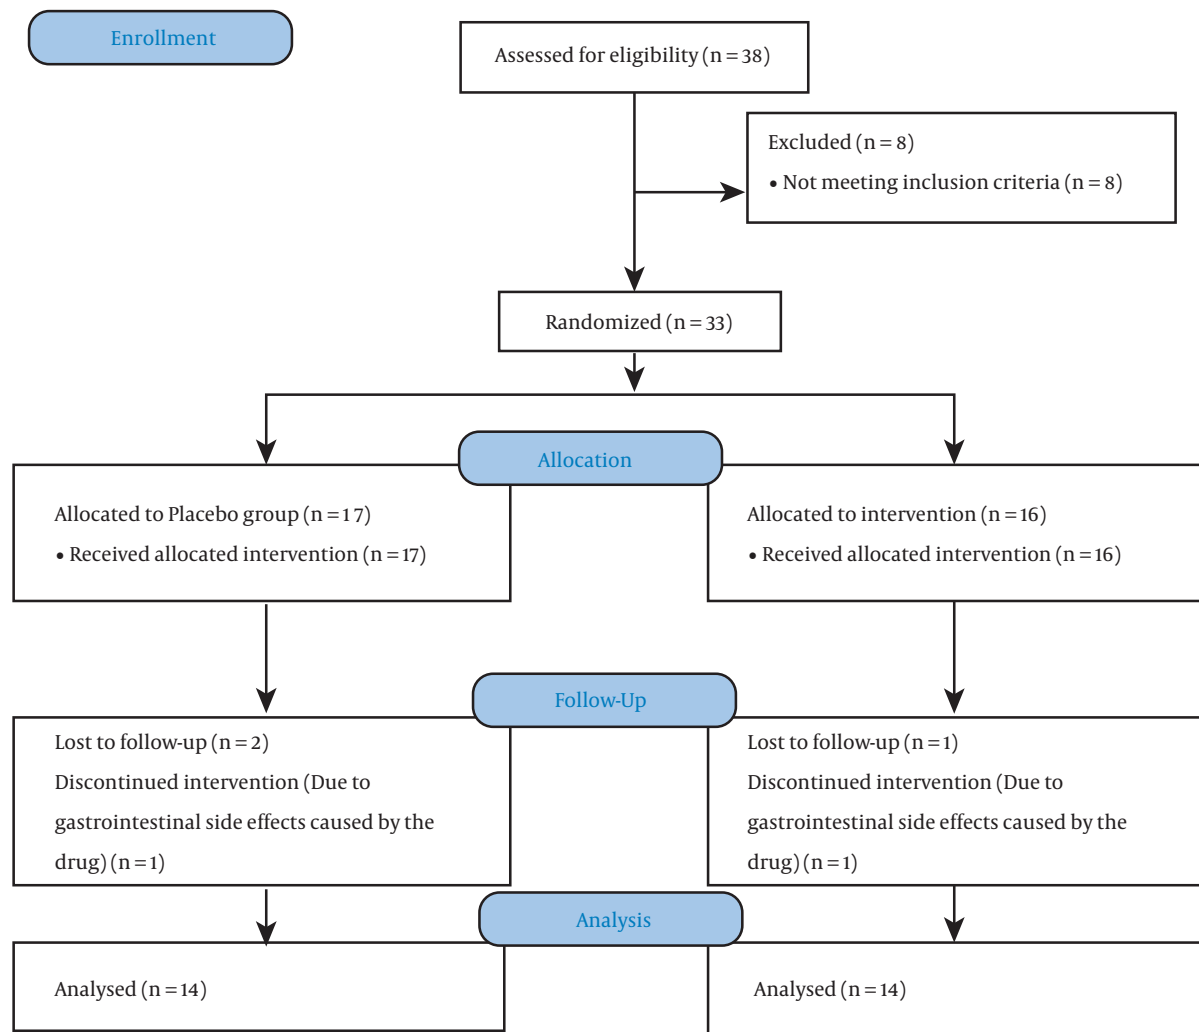 Enrollment
Assessed for eligibility (n = 38)
Excluded (n = 8)
• Not meeting inclusion criteria (n = 8)
Randomized (n = 33)
Allocation
Allocated to Placebo group (n = 17)
• Received allocated intervention (n = 17)
Allocated to intervention (n = 16)
• Received allocated intervention (n = 16)
Follow-Up
Lost to follow-up (n = 2)
Discontinued intervention (Due to
gastrointestinal side effects caused by the
drug) (n = 1)
Lost to follow-up (n = 1)
Discontinued intervention (Due to
gastrointestinal side effects caused by the
drug) (n = 1)
Analysis
Analysed (n = 14)
Analysed (n = 14)